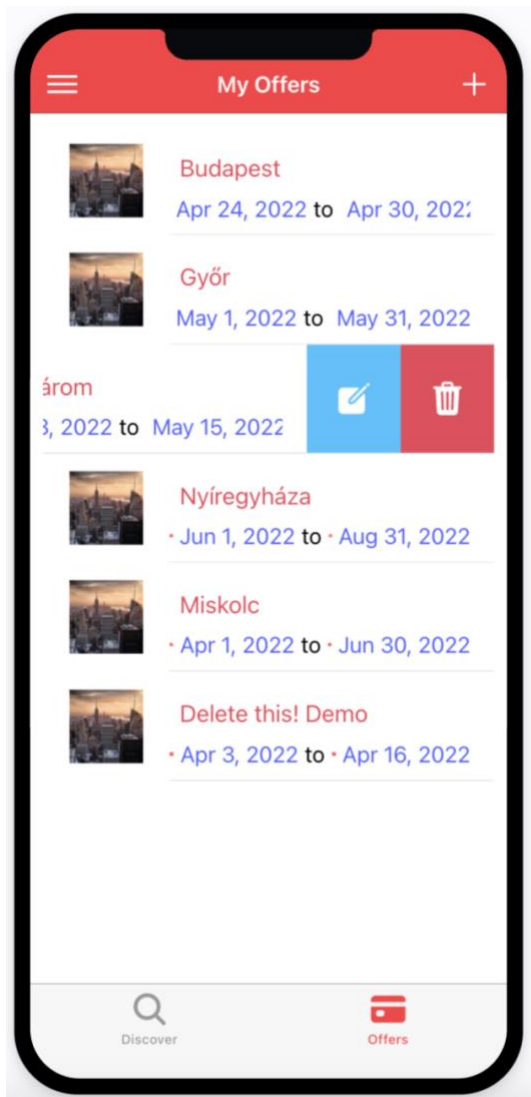 My Offers
Budapest
Apr 24, 2022 to Apr 30, 202
Győr
May 1, 2022 to May 31, 2022
árom
, 2022 to May 15, 2022
Nyíregyháza
· Jun 1, 2022 to · Aug 31, 2022
Miskolc
· Apr 1, 2022 to · Jun 30, 2022
Delete this! Demo
· Apr 3, 2022 to · Apr 16, 2022
Discover
Offers